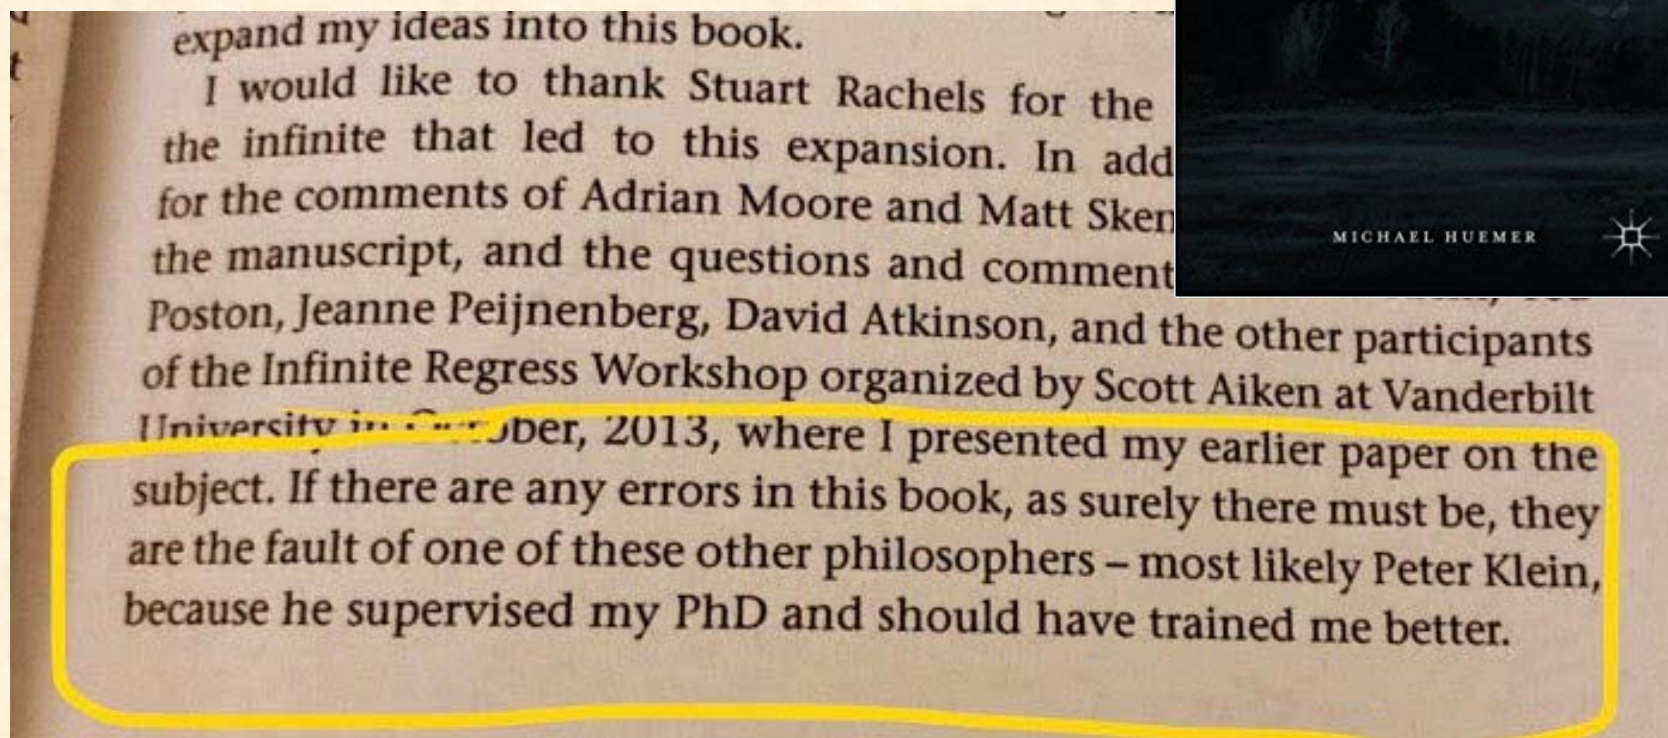 expand my ideas into this book.
I would like to thank Stuart Rachels for the
the infinite that led to this expansion. In add
for the comments of Adrian Moore and Matt Sken
the manuscript, and the questions and comment
Poston, Jeanne Peijnenberg, David Atkinson, and the other participants
of the Infinite Regress Workshop organized by Scott Aiken at Vanderbilt
University in October, 2013, where I presented my earlier paper on the
subject. If there are any errors in this book, as surely there must be, they
are the fault of one of these other philosophers – most likely Peter Klein,
because he supervised my PhD and should have trained me better.
MICHAEL HUEMER